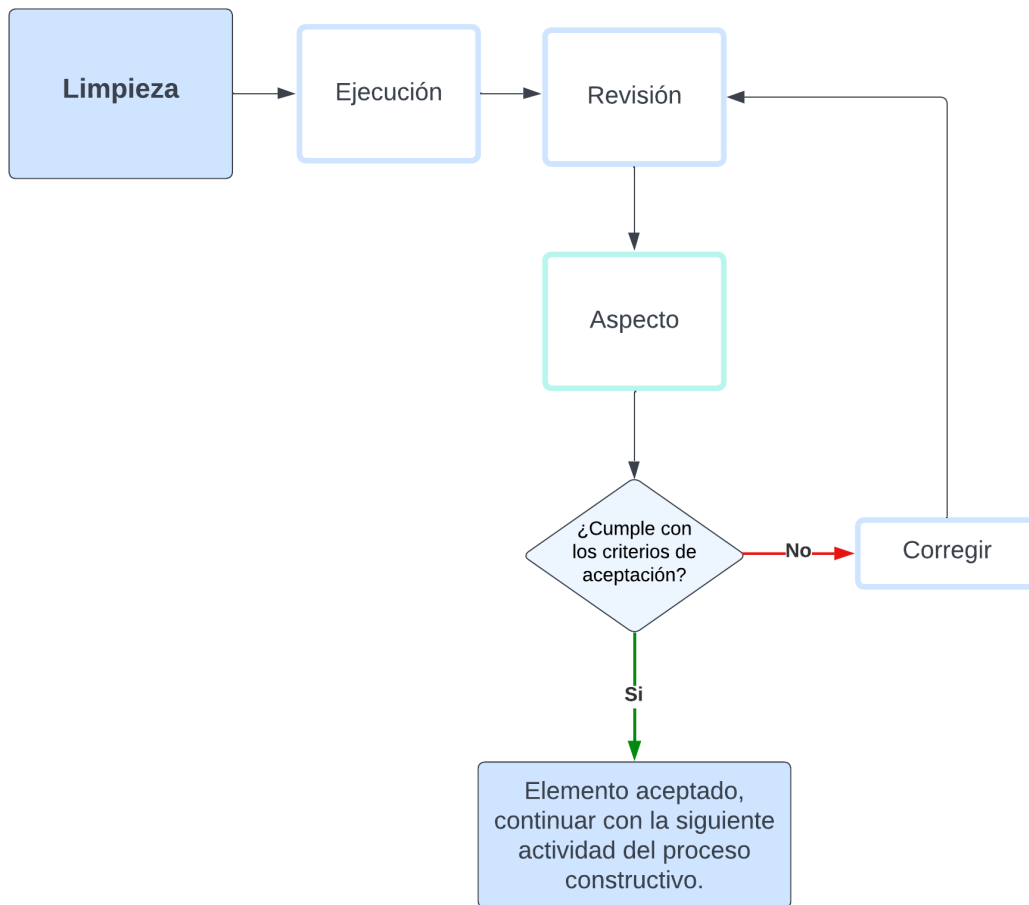 Limpieza
Ejecución
Revisión
Aspecto
¿Cumple con
los criterios de
aceptación?
No
Corregir
Si
Elemento aceptado,
continuar con la siguiente
actividad del proceso
constructivo.